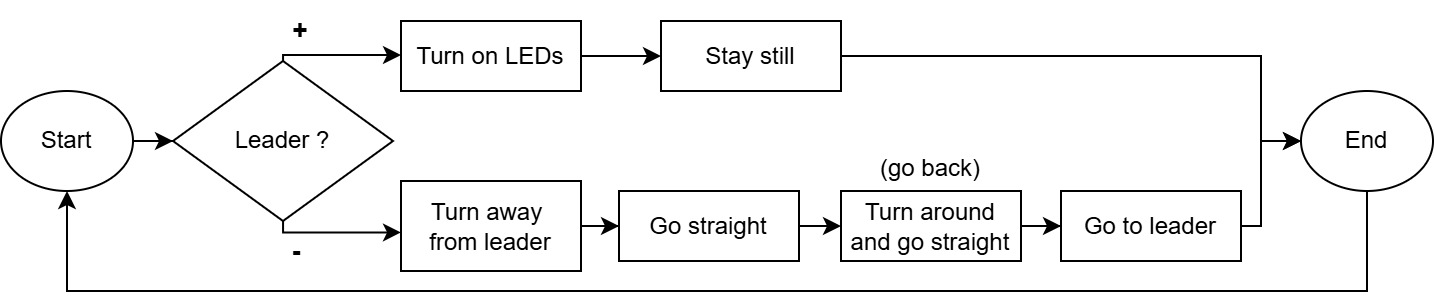 +
Turn on LEDs
Stay still
Start
Leader ?
End
(go back)
Turn away
from leader
Go straight
Turn around
and go straight
Go to leader
-